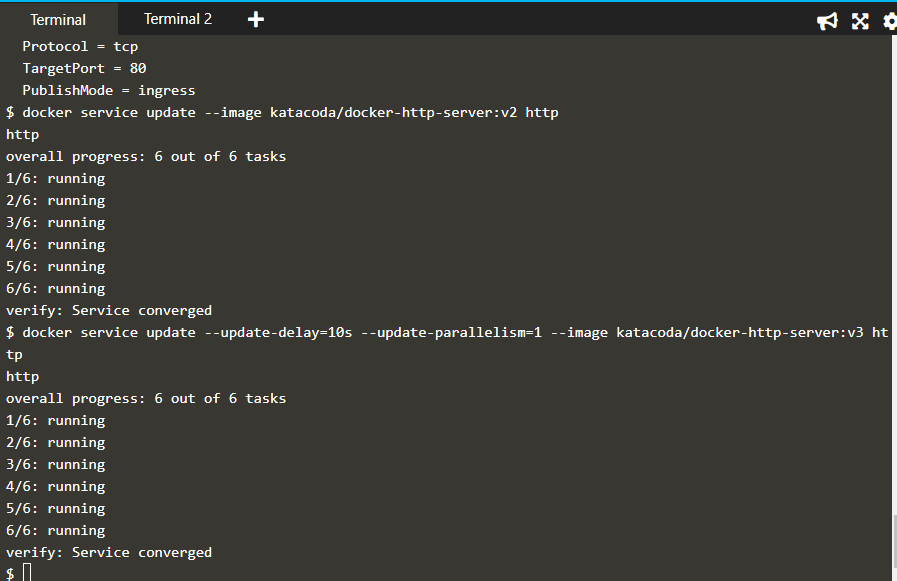 Terminal
Terminal 2
Protocol = tcp
TargetPort = 80
PublishMode = ingress
$ docker service update --image katacoda/docker-http-server:v2 http
http
overall progress: 6 out of 6 tasks
1/6: running
2/6: running
3/6: running
4/6: running
5/6: running
6/6: running
verify: Service converged
$ docker service update --update-delay=10s --update-parallelism=1 --image katacoda/docker-http-server:v3 ht
tp
http
overall progress: 6 out of 6 tasks
1/6: running
2/6: running
3/6: running
4/6: running
5/6: running
6/6: running
verify: Service converged
$